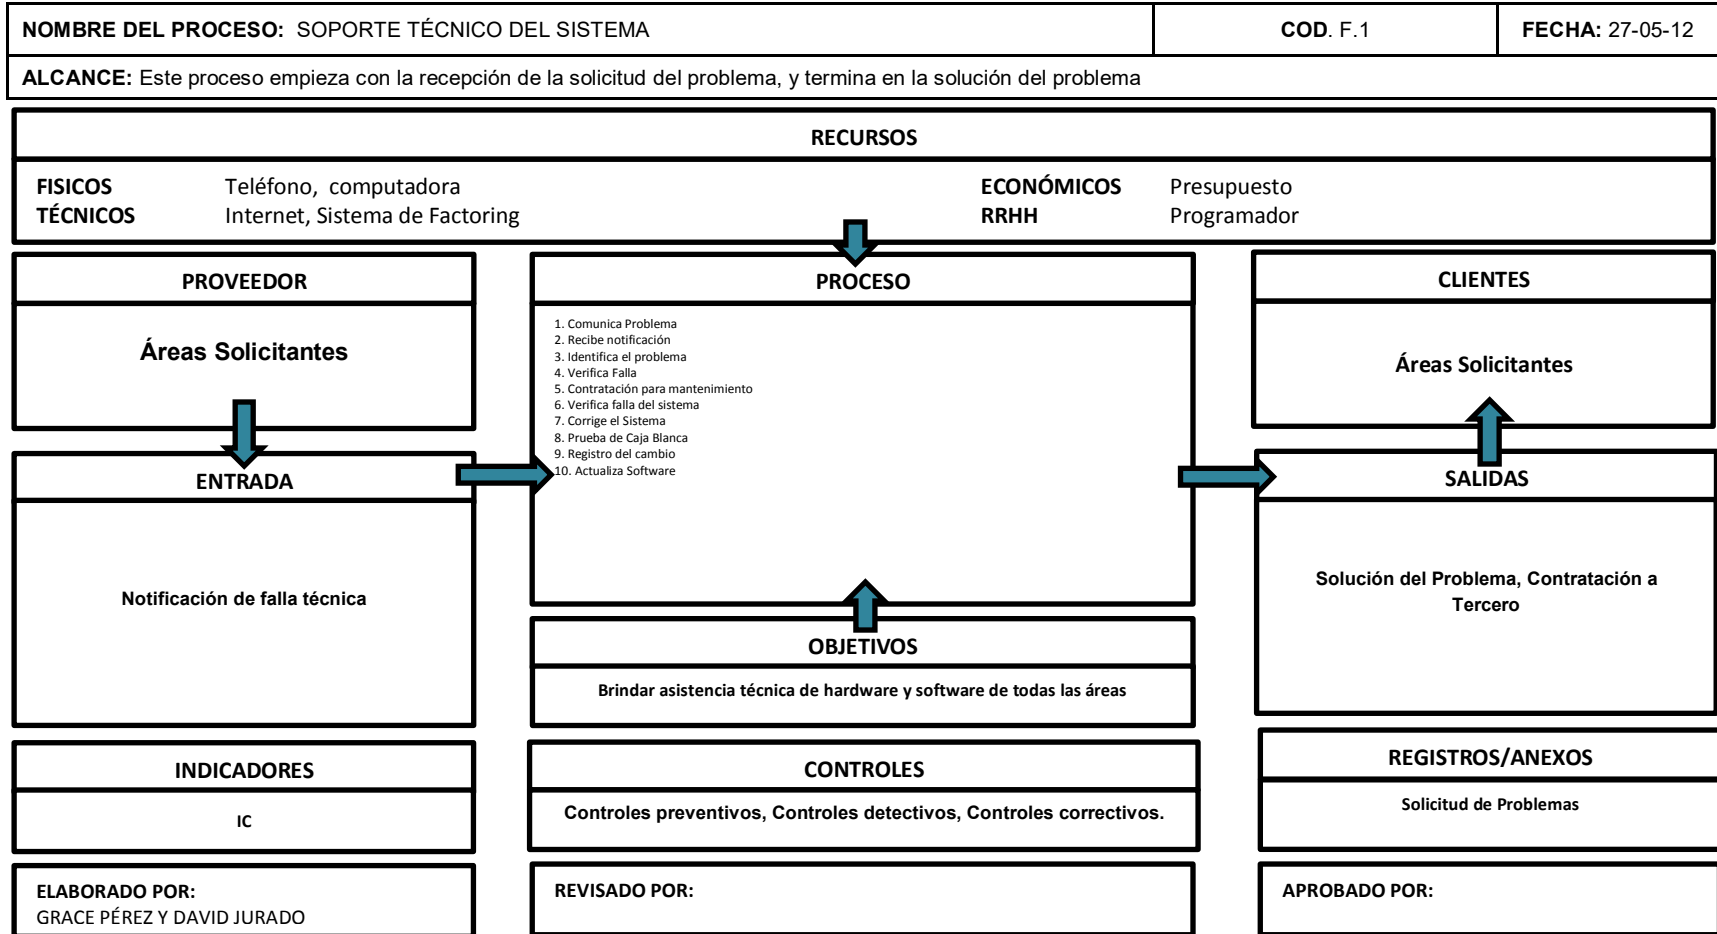 NOMBRE DEL PROCESO: SOPORTE TÉCNICO DEL SISTEMA
COD. F.1
FECHA: 27-05-12
ALCANCE: Este proceso empieza con la recepción de la solicitud del problema, y termina en la solución del problema
RECURSOS
FISICOS Teléfono, computadora
TÉCNICOS Internet, Sistema de Factoring
ECONÓMICOS Presupuesto
RRHH Programador
PROVEEDOR
Áreas Solicitantes
ENTRADA
Notificación de falla técnica
PROCESO
1. Comunica Problema
2. Recibe notificación
3. Identifica el problema
4. Verifica Falla
5. Contratación para mantenimiento
6. Verifica falla del sistema
7. Corrige el Sistema
8. Prueba de Caja Blanca
9. Registro del cambio
10. Actualiza Software
OBJETIVOS
Brindar asistencia técnica de hardware y software de todas las áreas
CLIENTES
Áreas Solicitantes
SALIDAS
Solución del Problema, Contratación a
Tercero
INDICADORES
IC
CONTROLES
Controles preventivos, Controles detectivos, Controles correctivos.
REGISTROS/ANEXOS
Solicitud de Problemas
ELABORADO POR:
GRACE PÉREZ Y DAVID JURADO
REVISADO POR:
APROBADO POR: